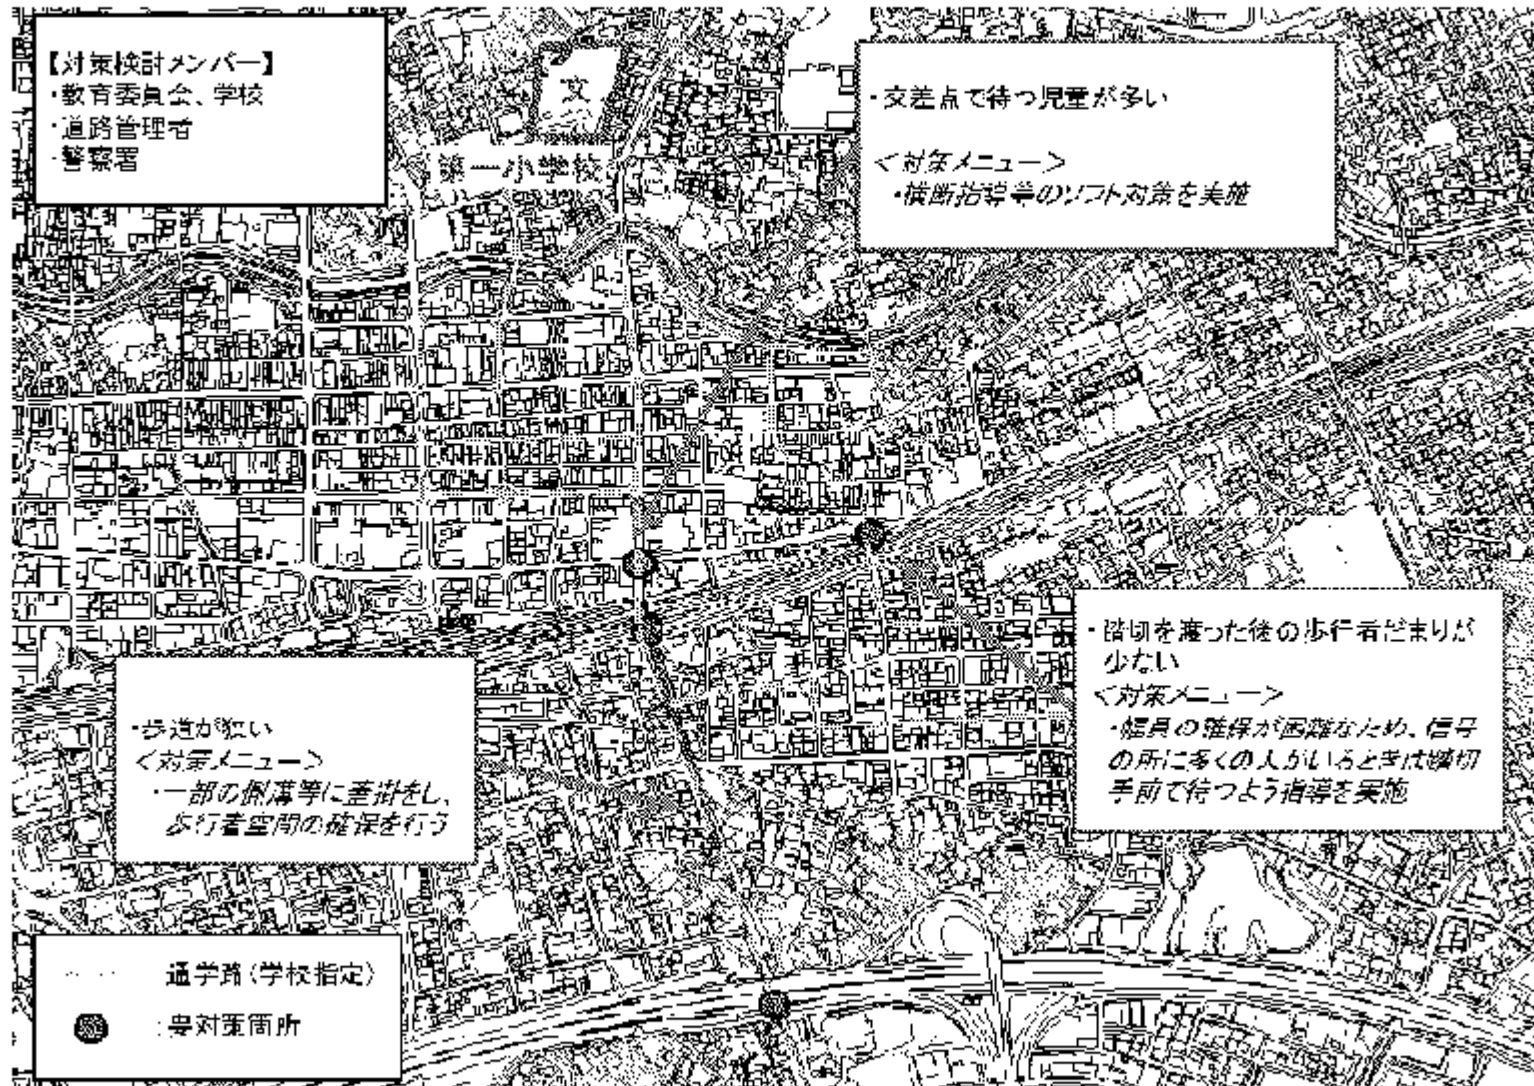 【対策検討メンバー】
・教育委員会、学校
・道路管理者
・警察署
文
第一小学校
・交差点で待つ児童が多い
＜対策メニュー＞
・横断指導等のソフト対策を実施
・踏切を渡った後の歩行者だまりが
少ない
＜対策メニュー＞
・幅員の確保が困難なため、信号
の所に多くの人がいるときは踏切
手前で待つよう指導を実施
・歩道が狭い
＜対策メニュー＞
・一部の側溝等に蓋掛をし、
歩行者空間の確保を行う
通学路（学校指定）
：要対策箇所